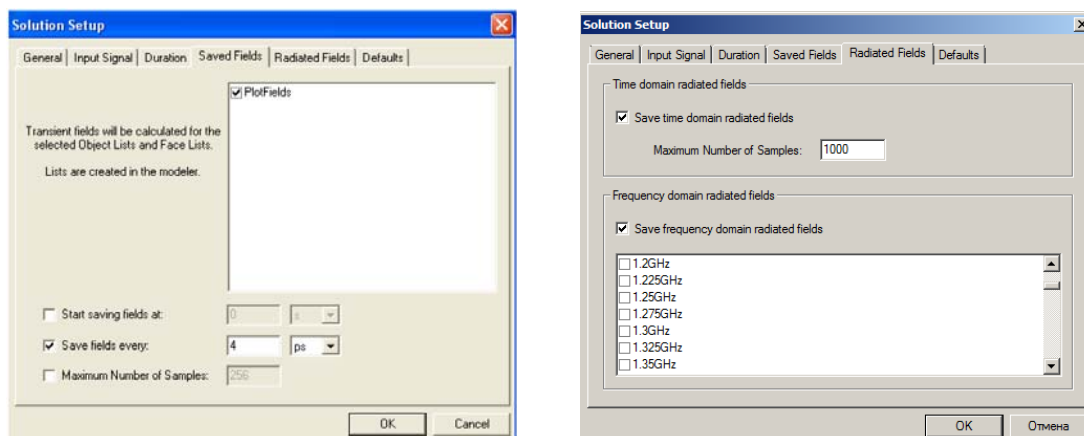 Solution Setup
General Input Signal Duration Saved Fields Radiated Fields Defaults
PlotFields
Transient fields will be calculated for the
selected Object Lists and Face Lists.
Lists are created in the modeler.
Start saving fields at: 0 s
Save fields every: 4 ps
Maximum Number of Samples: 256
OK Cancel
Solution Setup
General Input Signal Duration Saved Fields Radiated Fields Defaults
Time domain radiated fields
Save time domain radiated fields
Maximum Number of Samples: 1000
Frequency domain radiated fields
Save frequency domain radiated fields
1.2GHz
1.225GHz
1.25GHz
1.275GHz
1.3GHz
1.325GHz
1.35GHz
OK Отмена